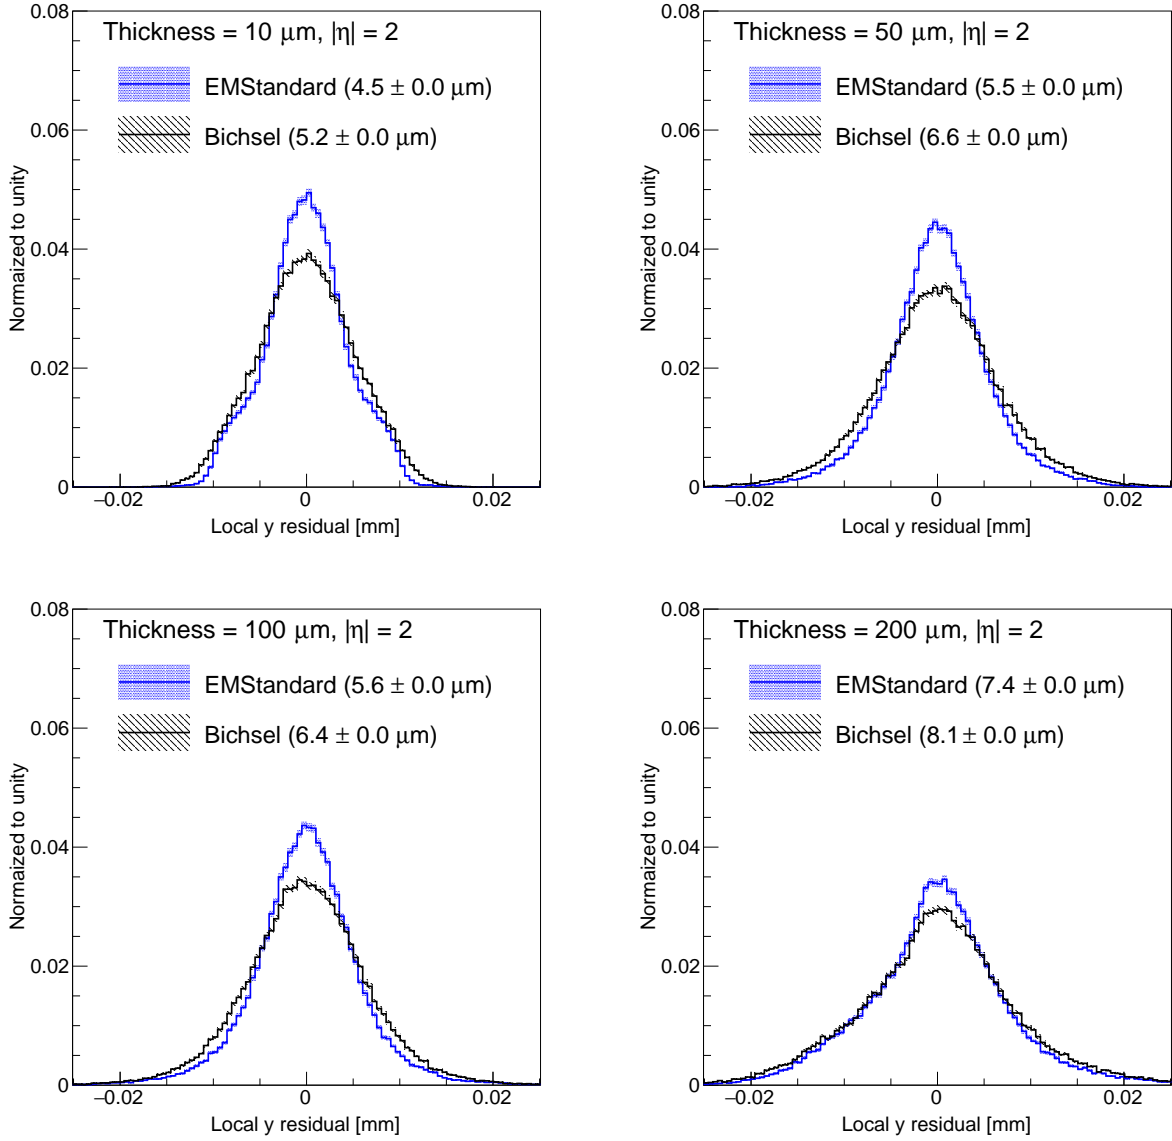 0.08
Thickness = 10 μm, |η| = 2
EMStandard (4.5 ± 0.0 μm)
Bichsel (5.2 ± 0.0 μm)
0.06
0.04
0.02
0
−0.02 0 0.02
Normaized to unity
Local y residual [mm]
0.08
Thickness = 50 μm, |η| = 2
EMStandard (5.5 ± 0.0 μm)
Bichsel (6.6 ± 0.0 μm)
0.06
0.04
0.02
0
−0.02 0 0.02
Normaized to unity
Local y residual [mm]
0.08
Thickness = 100 μm, |η| = 2
EMStandard (5.6 ± 0.0 μm)
Bichsel (6.4 ± 0.0 μm)
0.06
0.04
0.02
0
−0.02 0 0.02
Normaized to unity
Local y residual [mm]
0.08
Thickness = 200 μm, |η| = 2
EMStandard (7.4 ± 0.0 μm)
Bichsel (8.1 ± 0.0 μm)
0.06
0.04
0.02
0
−0.02 0 0.02
Normaized to unity
Local y residual [mm]